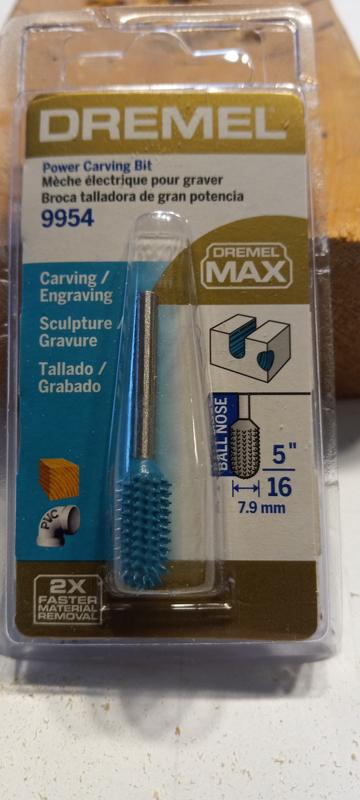 DREMEL
Power Carving Bit
Mèche électrique pour graver
Broca talladora de gran potencia
9954
DREMEL
MAX
Carving /
Engraving
Sculpture /
Gravure
Tallado /
Grabado
BALL NOSE
5"
16
7.9 mm
PVC
2X
FASTER
MATERIAL
REMOVAL